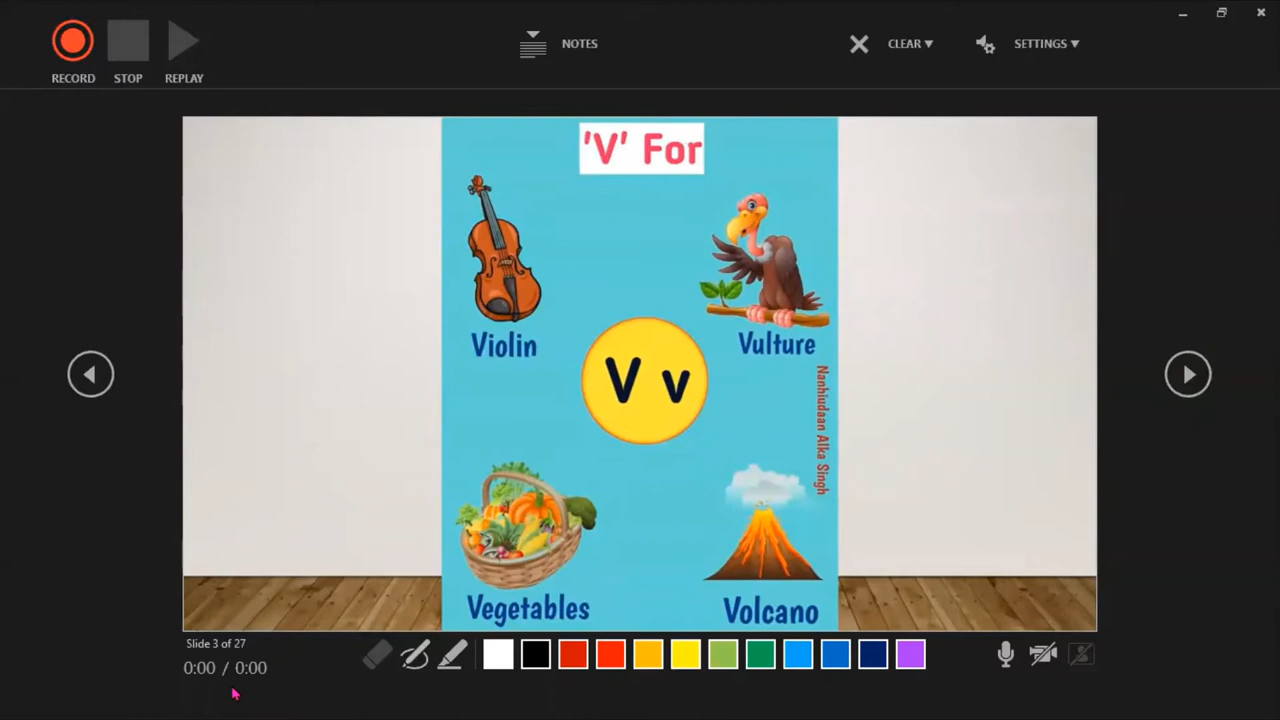 RECORD
STOP
REPLAY
NOTES
CLEAR
SETTINGS
'V' For
Violin
Vulture
V v
Nanhiudaan Alka Singh
Vegetables
Volcano
Slide 3 of 27
0:00 / 0:00